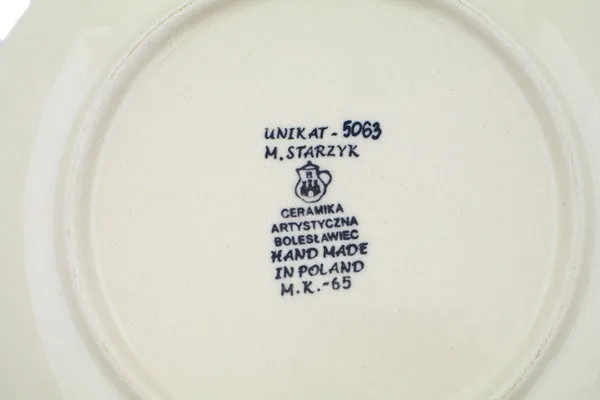 UNIKAT - 5063
M. STARZYK
CERAMIKA
ARTYSTYCZNA
BOLESŁAWIEC
HAND MADE
IN POLAND
M.K.-65